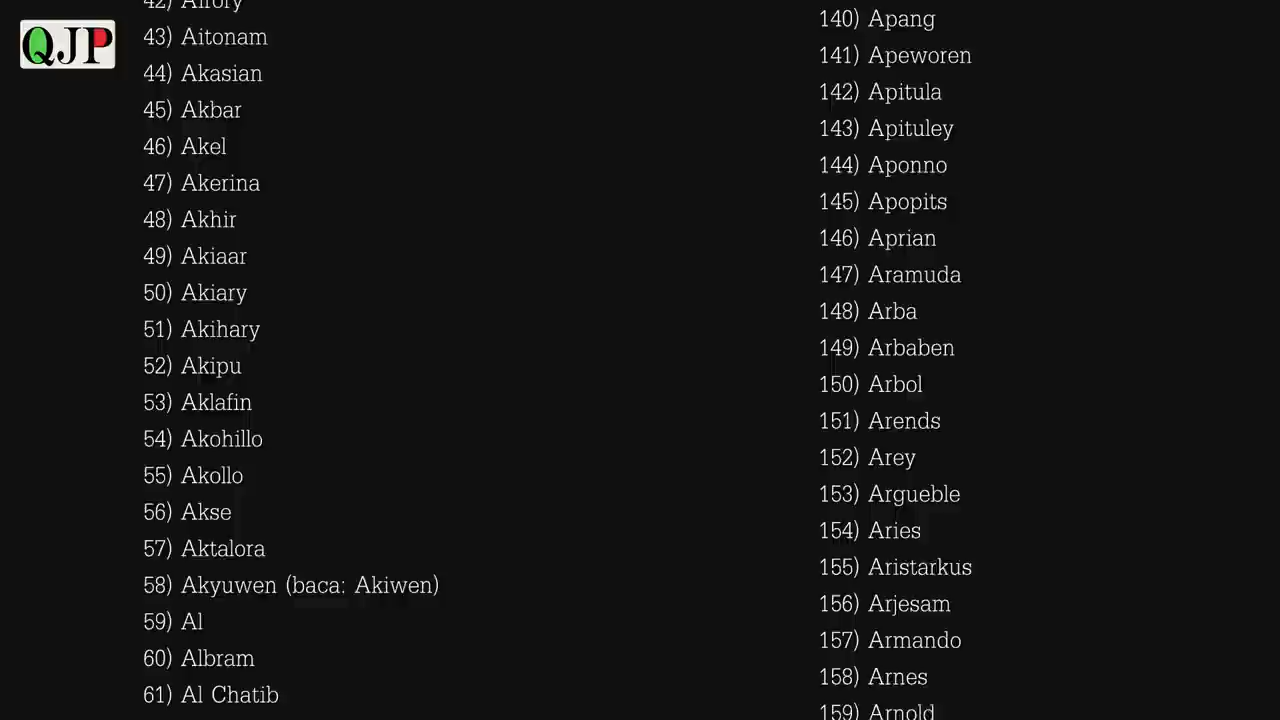 QJP
42) Alfory
43) Aitonam
44) Akasian
45) Akbar
46) Akel
47) Akerina
48) Akhir
49) Akiaar
50) Akiary
51) Akihary
52) Akipu
53) Aklafin
54) Akohillo
55) Akollo
56) Akse
57) Aktalora
58) Akyuwen (baca: Akiwen)
59) Al
60) Albram
61) Al Chatib
140) Apang
141) Apeworen
142) Apitula
143) Apituley
144) Aponno
145) Apopits
146) Aprian
147) Aramuda
148) Arba
149) Arbaben
150) Arbol
151) Arends
152) Arey
153) Argueble
154) Aries
155) Aristarkus
156) Arjesam
157) Armando
158) Arnes
159) Arnold